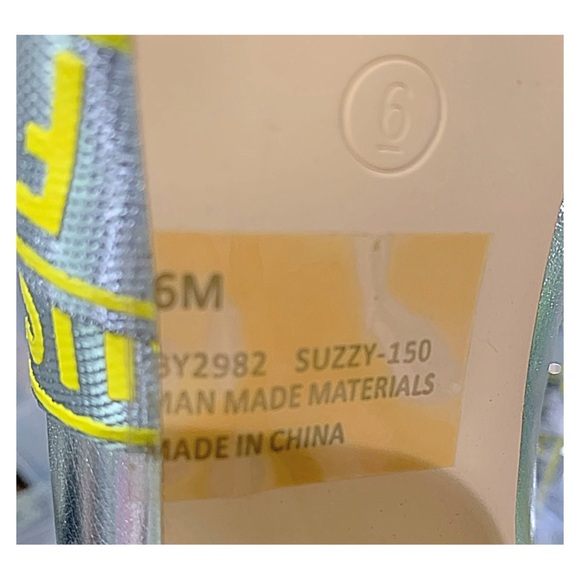 6
6M
BY2982 SUZZY-150
MAN MADE MATERIALS
MADE IN CHINA